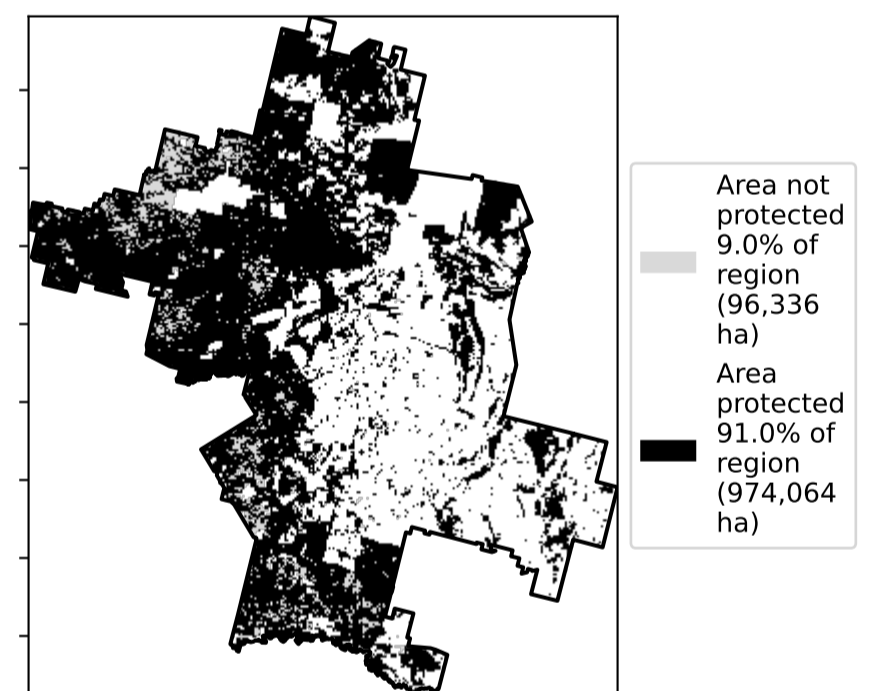 Area not
protected
9.0% of
region
(96,336
ha)
Area
protected
91.0% of
region
(974,064
ha)